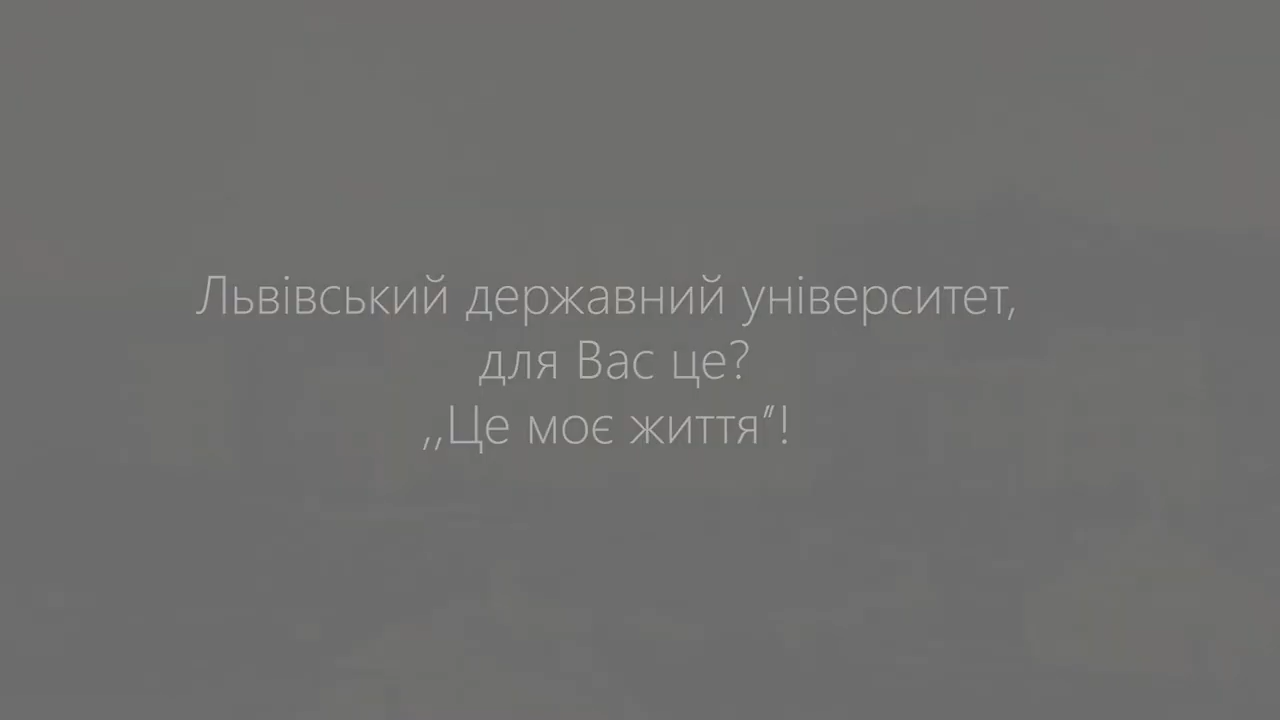 Львівський державний університет,
для Вас це?
,,Це моє життя”!